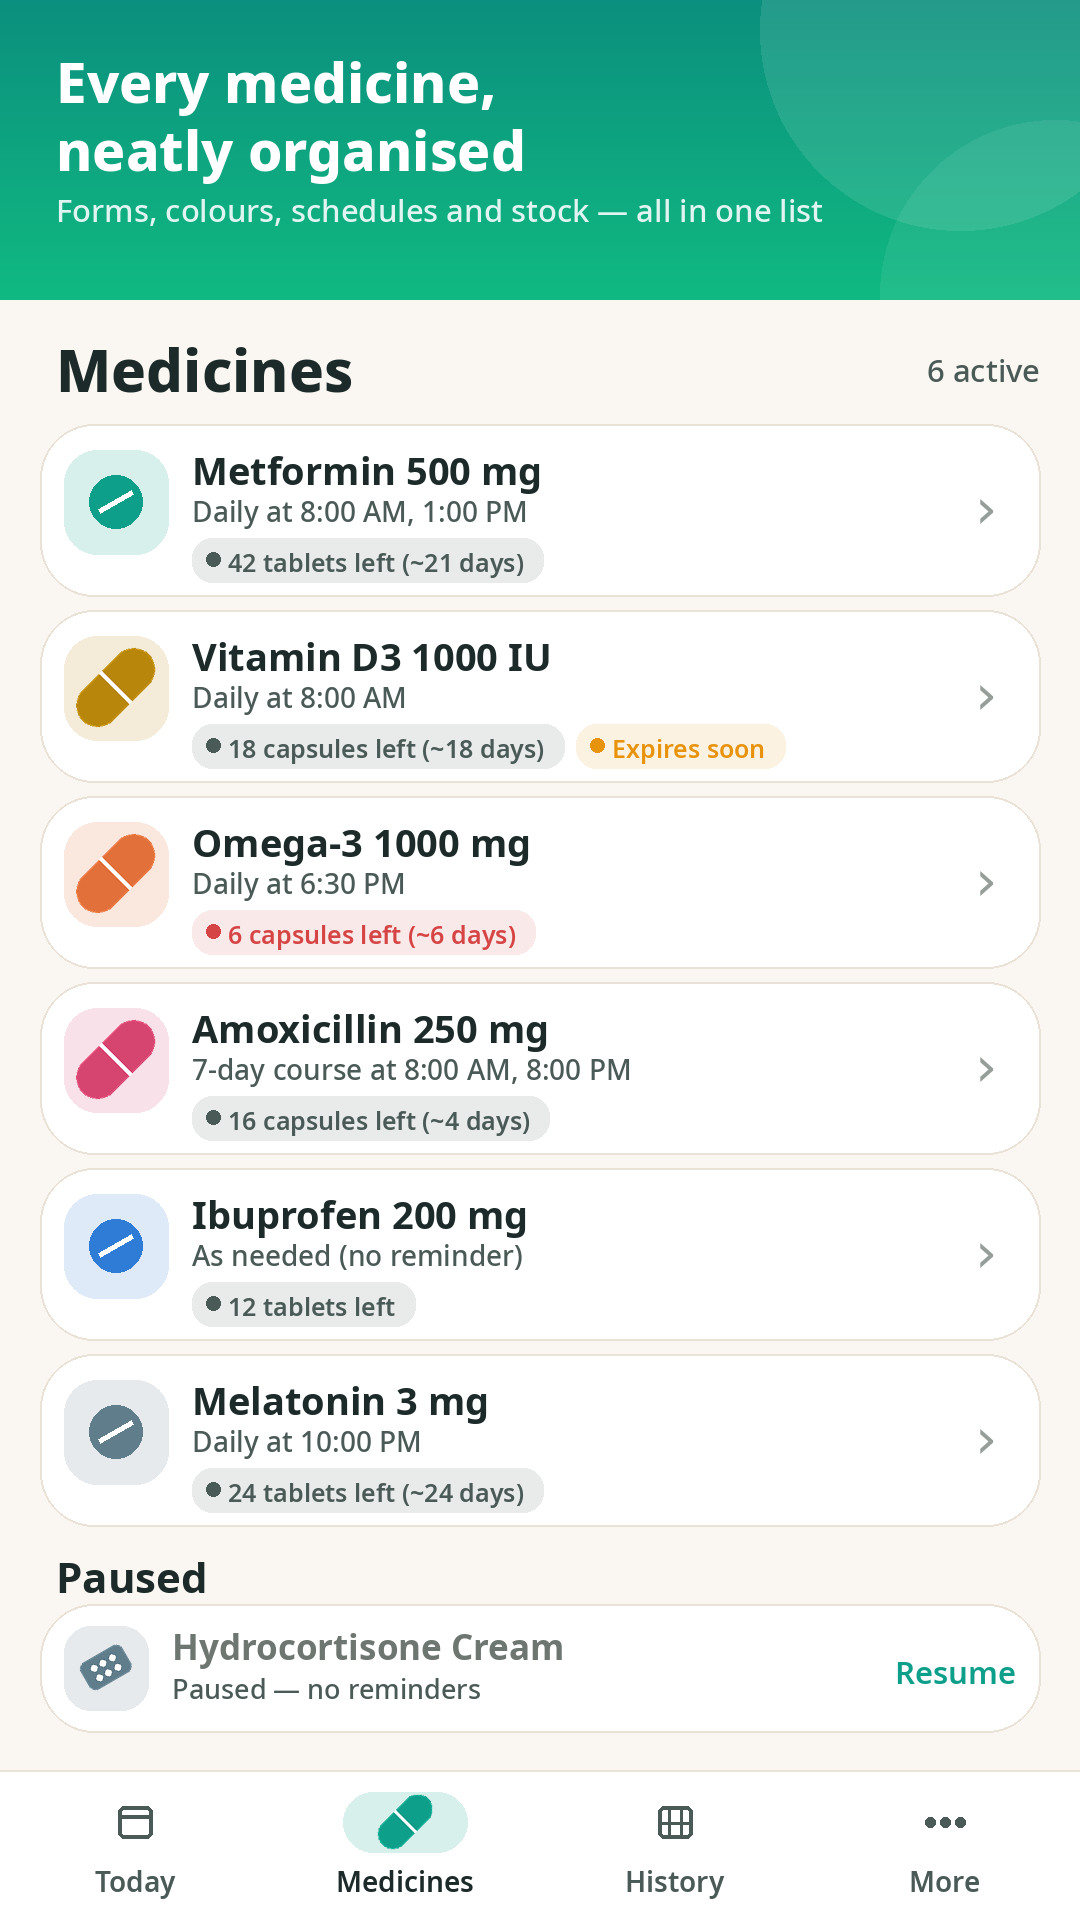 Every medicine,
neatly organised
Forms, colours, schedules and stock — all in one list
Medicines
6 active
Metformin 500 mg
Daily at 8:00 AM, 1:00 PM
42 tablets left (~21 days)
Vitamin D3 1000 IU
Daily at 8:00 AM
18 capsules left (~18 days)
Expires soon
Omega-3 1000 mg
Daily at 6:30 PM
6 capsules left (~6 days)
Amoxicillin 250 mg
7-day course at 8:00 AM, 8:00 PM
16 capsules left (~4 days)
Ibuprofen 200 mg
As needed (no reminder)
12 tablets left
Melatonin 3 mg
Daily at 10:00 PM
24 tablets left (~24 days)
Paused
Hydrocortisone Cream
Paused — no reminders
Resume
Today
Medicines
History
More